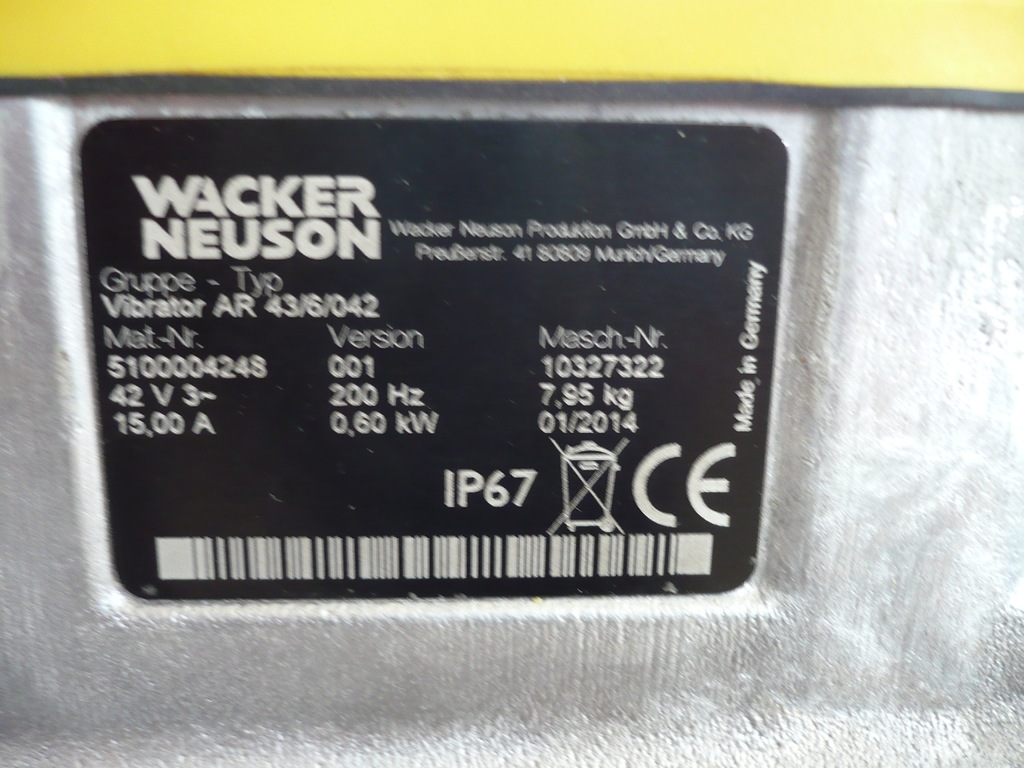 WACKER
NEUSON
Wacker Neuson Produktion GmbH & Co. KG
Preußenstr. 41 80809 Munich/Germany
Gruppe - Typ
Vibrator AR 43/6/042
Mat.-Nr. Version Masch.-Nr.
5100004248 001 10327322
42 V 3~ 200 Hz 7,95 kg
15,00 A 0,60 kW 01/2014
Made in Germany
IP67 CE